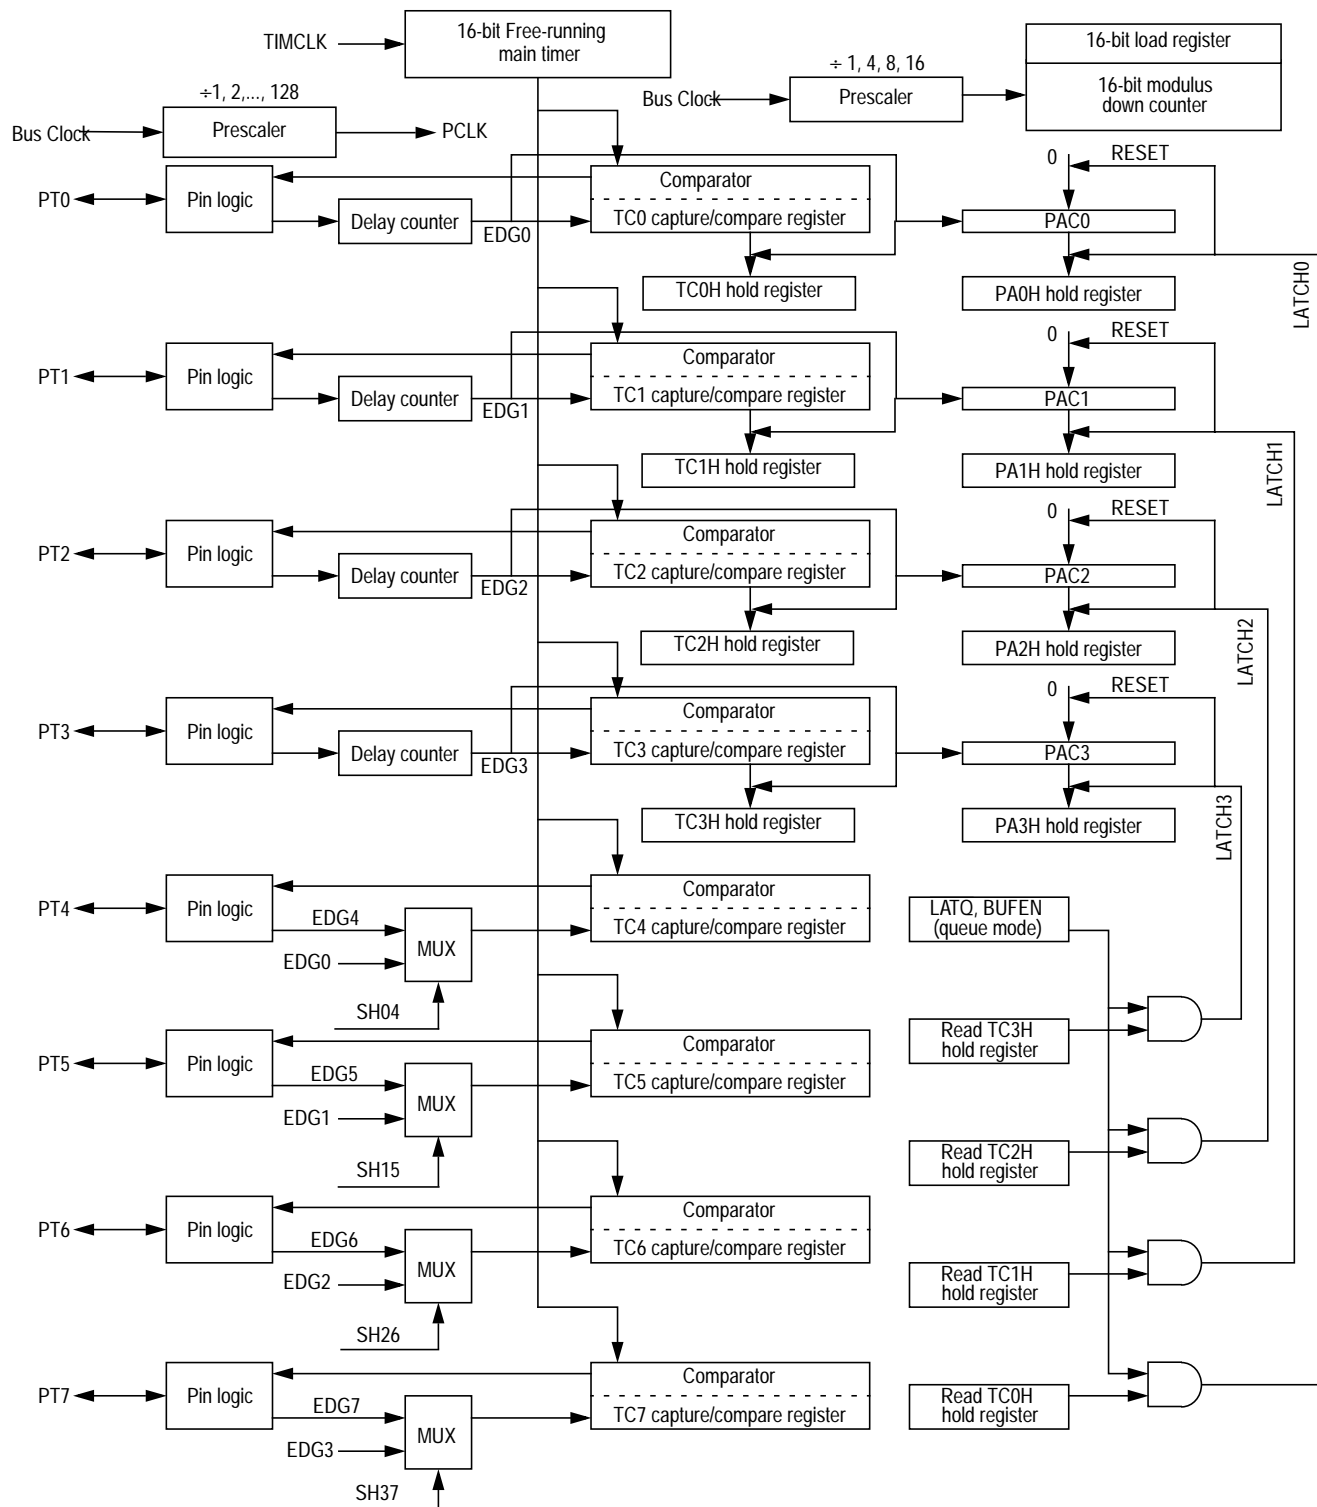 16-bit Free-running
main timer
TIMCLK
÷ 1, 4, 8, 16
Bus Clock
Prescaler
16-bit load register
16-bit modulus
down counter
÷1, 2,..., 128
Bus Clock
Prescaler
PCLK
0
RESET
PT0
Pin logic
Delay counter
EDG0
Comparator
TC0 capture/compare register
PAC0
TC0H hold register
PA0H hold register
LATCH0
0
RESET
PT1
Pin logic
Delay counter
EDG1
Comparator
TC1 capture/compare register
PAC1
TC1H hold register
PA1H hold register
LATCH1
0
RESET
PT2
Pin logic
Delay counter
EDG2
Comparator
TC2 capture/compare register
PAC2
TC2H hold register
PA2H hold register
LATCH2
0
RESET
PT3
Pin logic
Delay counter
EDG3
Comparator
TC3 capture/compare register
PAC3
TC3H hold register
PA3H hold register
LATCH3
PT4
Pin logic
EDG4
EDG0
MUX
SH04
Comparator
TC4 capture/compare register
LATQ, BUFEN
(queue mode)
PT5
Pin logic
EDG5
EDG1
MUX
SH15
Comparator
TC5 capture/compare register
Read TC3H
hold register
Read TC2H
hold register
PT6
Pin logic
EDG6
EDG2
MUX
SH26
Comparator
TC6 capture/compare register
Read TC1H
hold register
PT7
Pin logic
EDG7
EDG3
MUX
SH37
Comparator
TC7 capture/compare register
Read TC0H
hold register